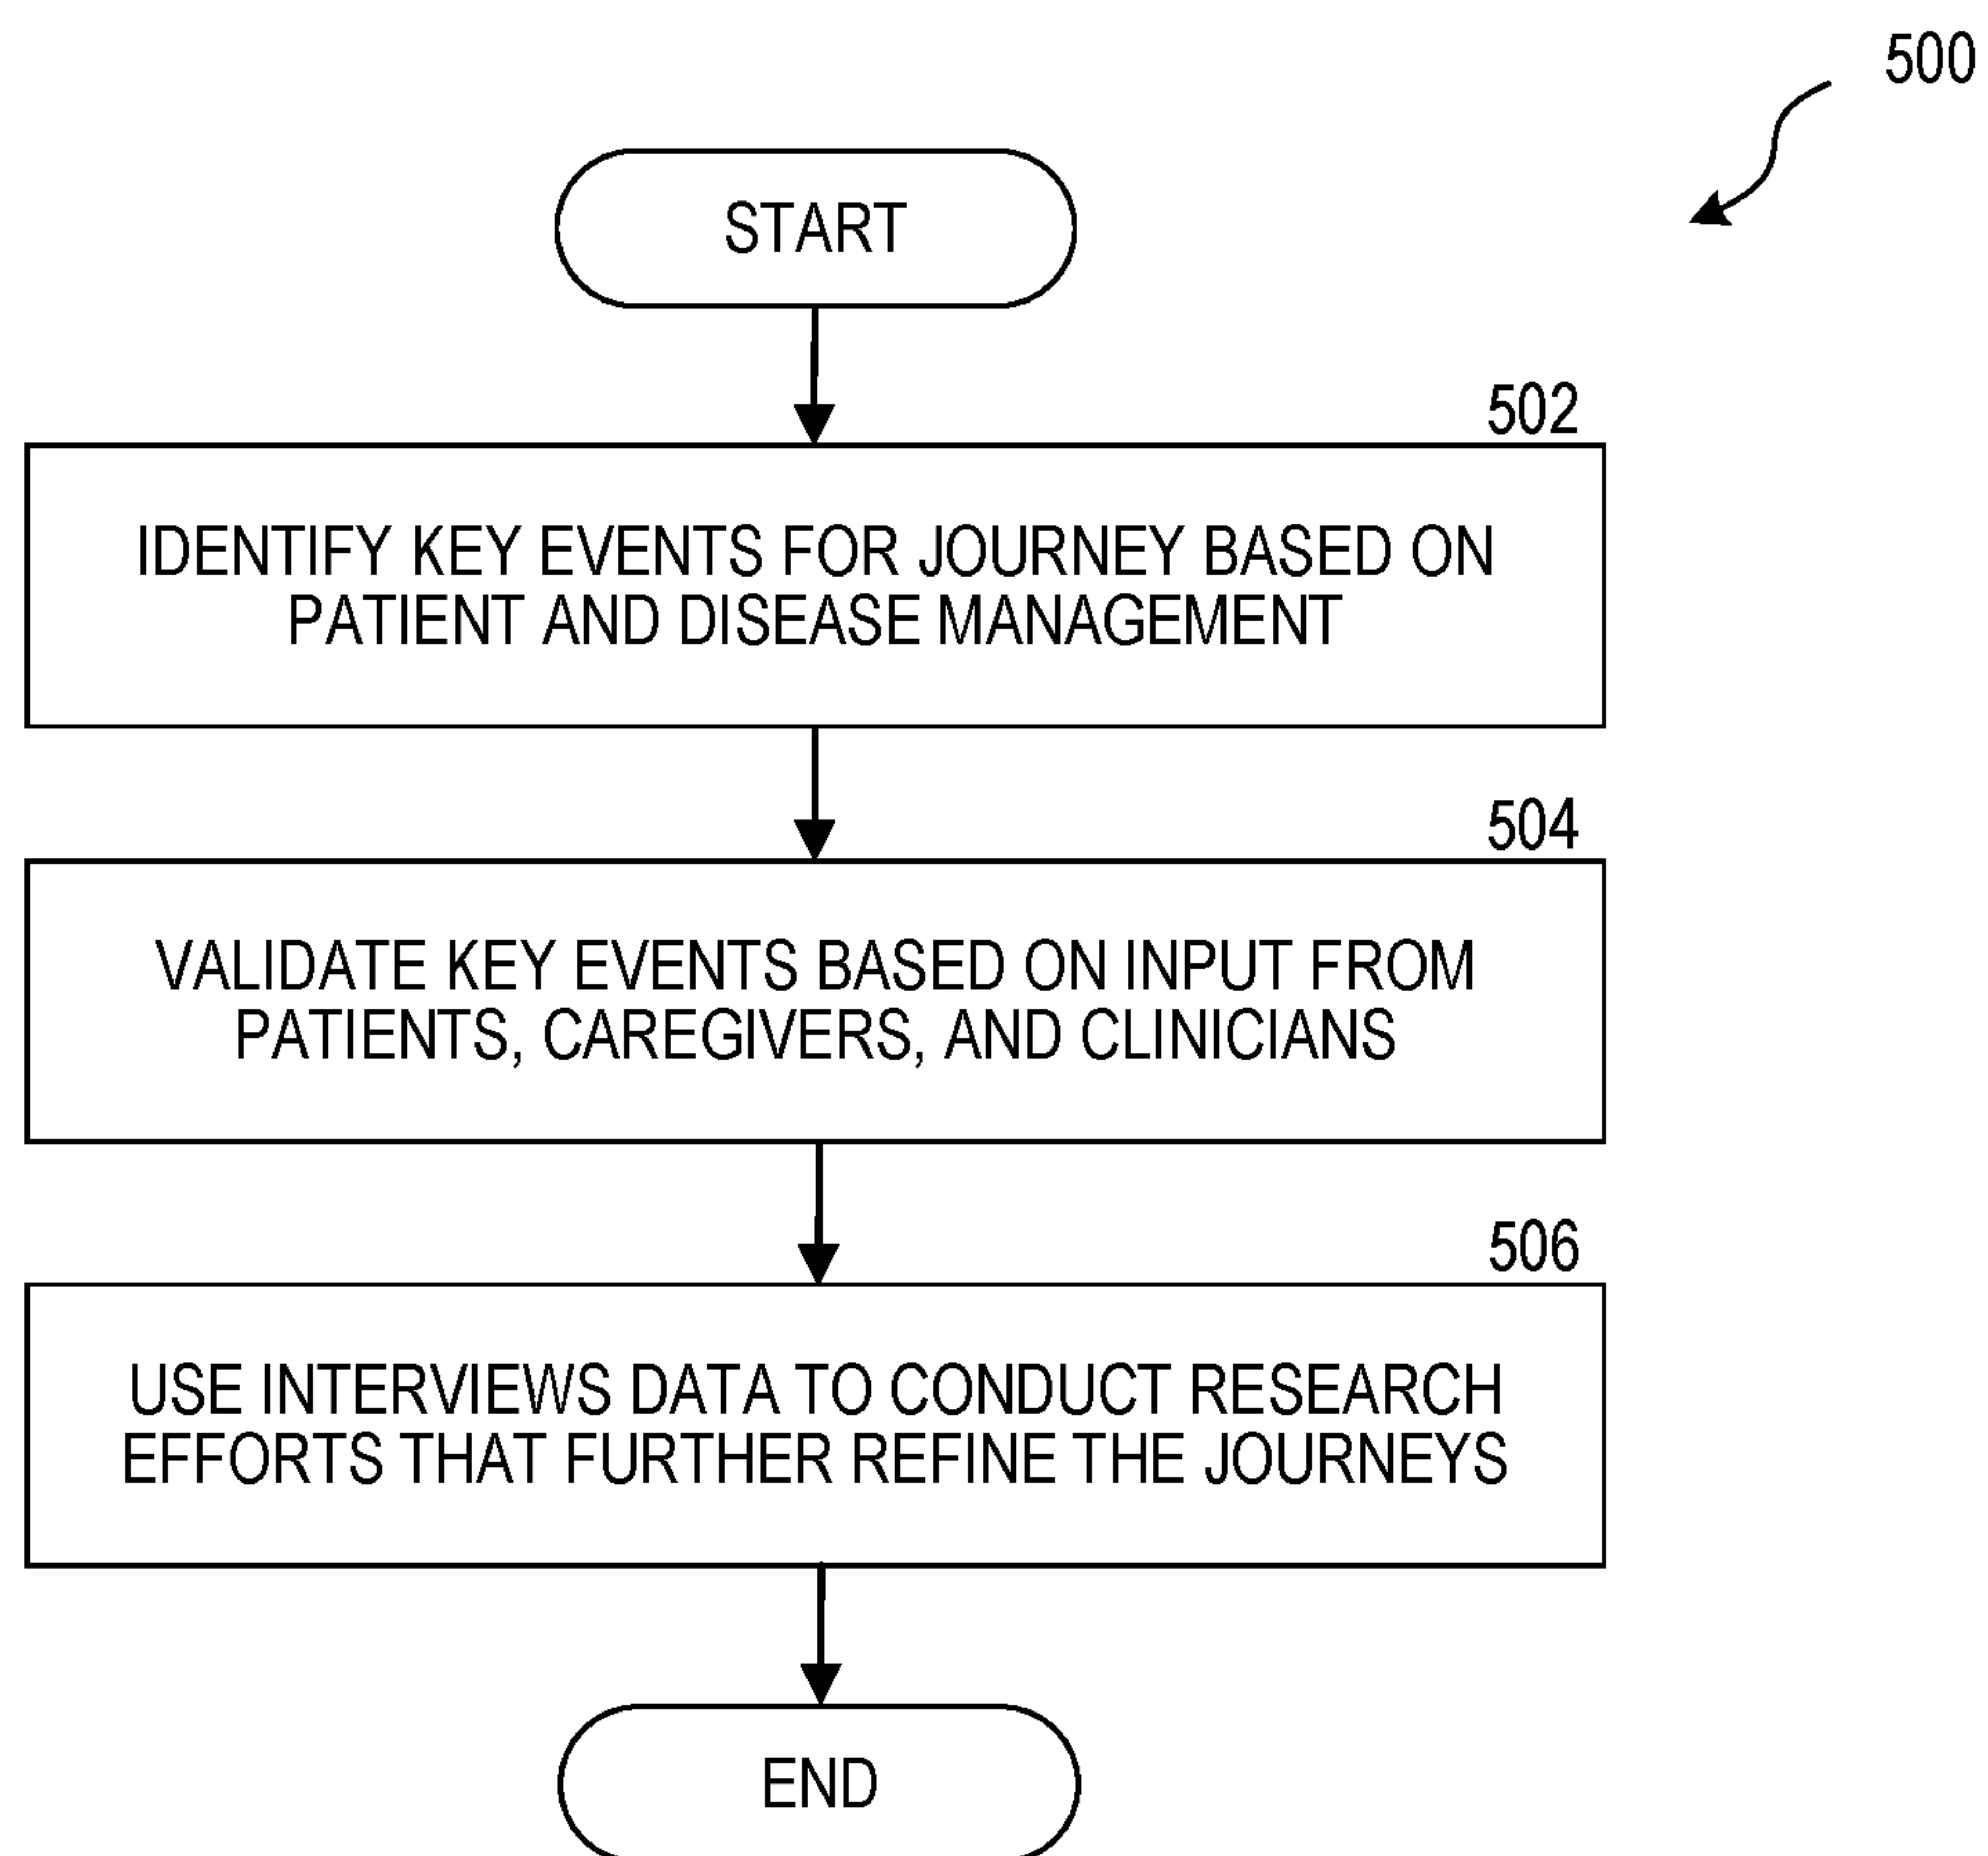 500
START
502
IDENTIFY KEY EVENTS FOR JOURNEY BASED ON
PATIENT AND DISEASE MANAGEMENT
504
VALIDATE KEY EVENTS BASED ON INPUT FROM
PATIENTS, CAREGIVERS, AND CLINICIANS
506
USE INTERVIEWS DATA TO CONDUCT RESEARCH
EFFORTS THAT FURTHER REFINE THE JOURNEYS
END